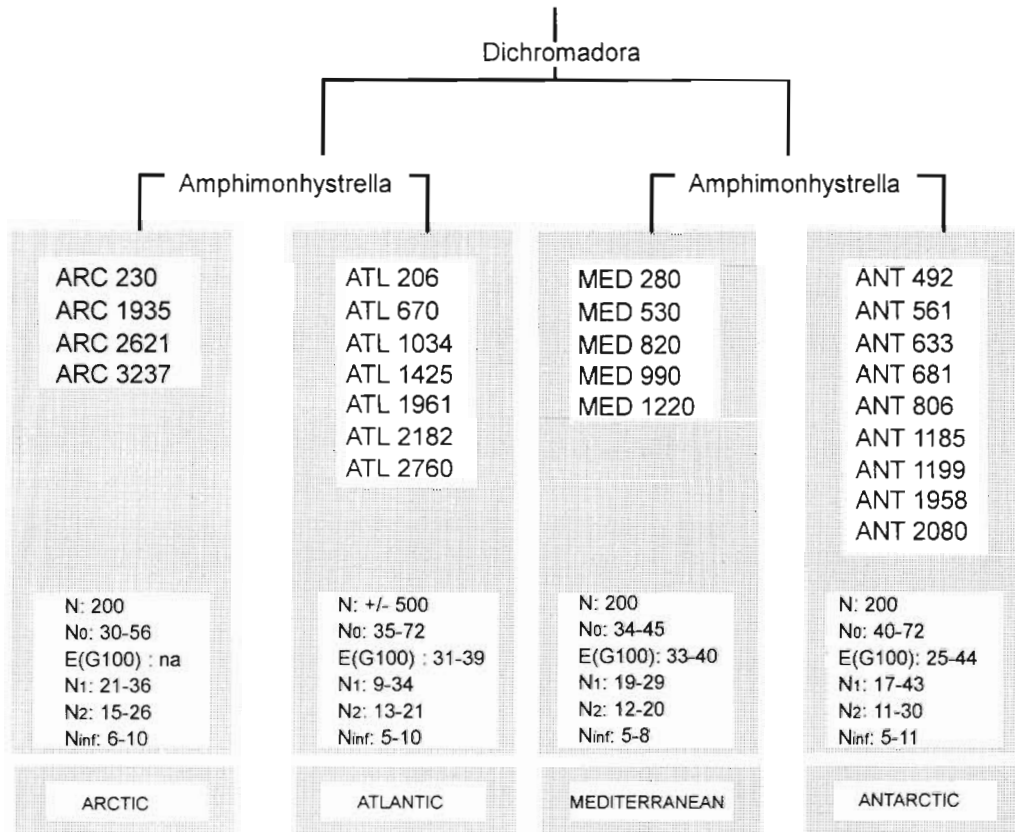 Dichromadora
Amphimonhystrella
Amphimonhystrella
ARC 230
ARC 1935
ARC 2621
ARC 3237
ATL 206
ATL 670
ATL 1034
ATL 1425
ATL 1961
ATL 2182
ATL 2760
MED 280
MED 530
MED 820
MED 990
MED 1220
ANT 492
ANT 561
ANT 633
ANT 681
ANT 806
ANT 1185
ANT 1199
ANT 1958
ANT 2080
N: 200
N0: 30-56
E(G100) : na
N1: 21-36
N2: 15-26
Ninf: 6-10
N: +/- 500
N0: 35-72
E(G100) : 31-39
N1: 9-34
N2: 13-21
Ninf: 5-10
N: 200
N0: 34-45
E(G100): 33-40
N1: 19-29
N2: 12-20
Ninf: 5-8
N: 200
N0: 40-72
E(G100): 25-44
N1: 17-43
N2: 11-30
Ninf: 5-11
ARCTIC
ATLANTIC
MEDITERRANEAN
ANTARCTIC